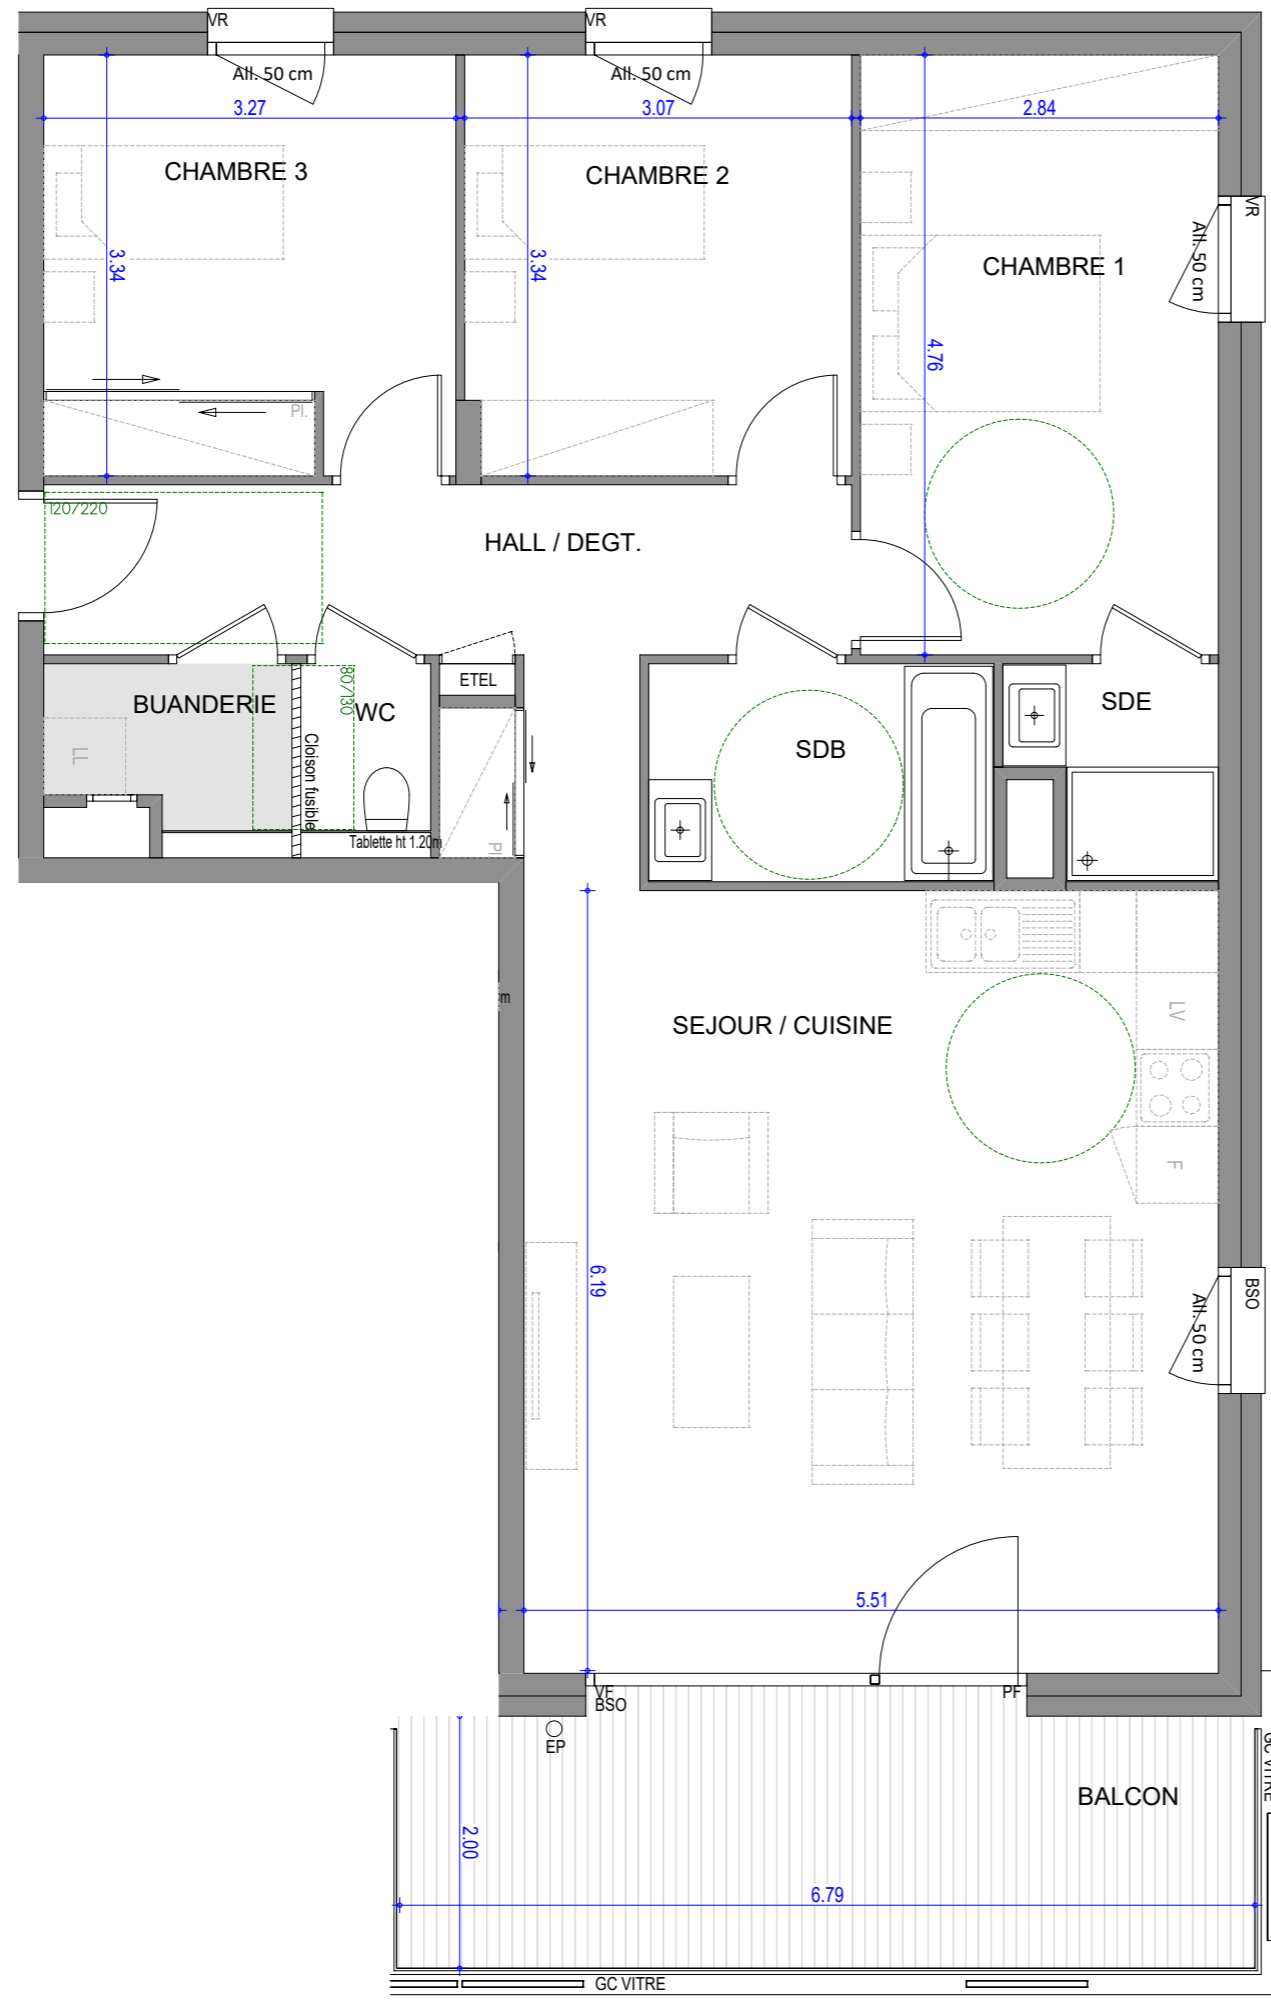 VR
VR
All. 50 cm
All. 50 cm
3.27
3.07
2.84
CHAMBRE 3
CHAMBRE 2
VR
All. 50 cm
3.34
3.34
CHAMBRE 1
4.76
Pl.
120/220
HALL / DEGT.
ETEL
BUANDERIE
80/130
WC
SDE
LL
Cloison fusible
SDB
Tablette ht 1.20m
Pl.
m
LV
SEJOUR / CUISINE
F
6.19
BSO
All. 50 cm
5.51
VF
PF
BSO
EP
GC VITRE
BALCON
2.00
6.79
GC VITRE